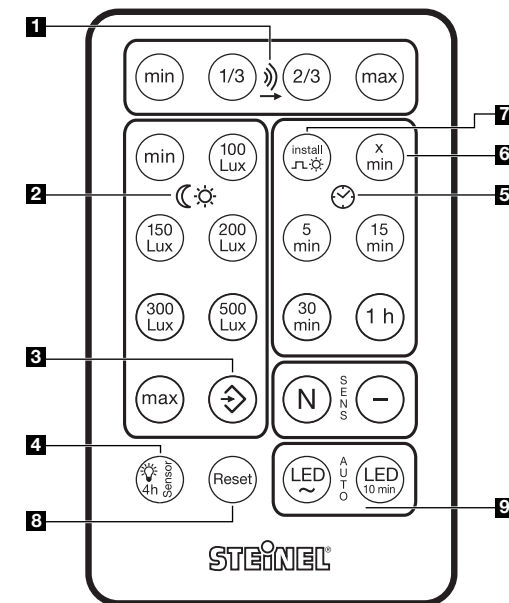 1
min 1/3 2/3 max
7
min
100
Lux
install
x
min
6
2
5
150
Lux
200
Lux
5
min
15
min
300
Lux
500
Lux
30
min
1 h
3
max
N
SENS
–
4
4h
Sensor
Reset
LED
~
AUTO
LED
10 min
8
9
STEINEL®